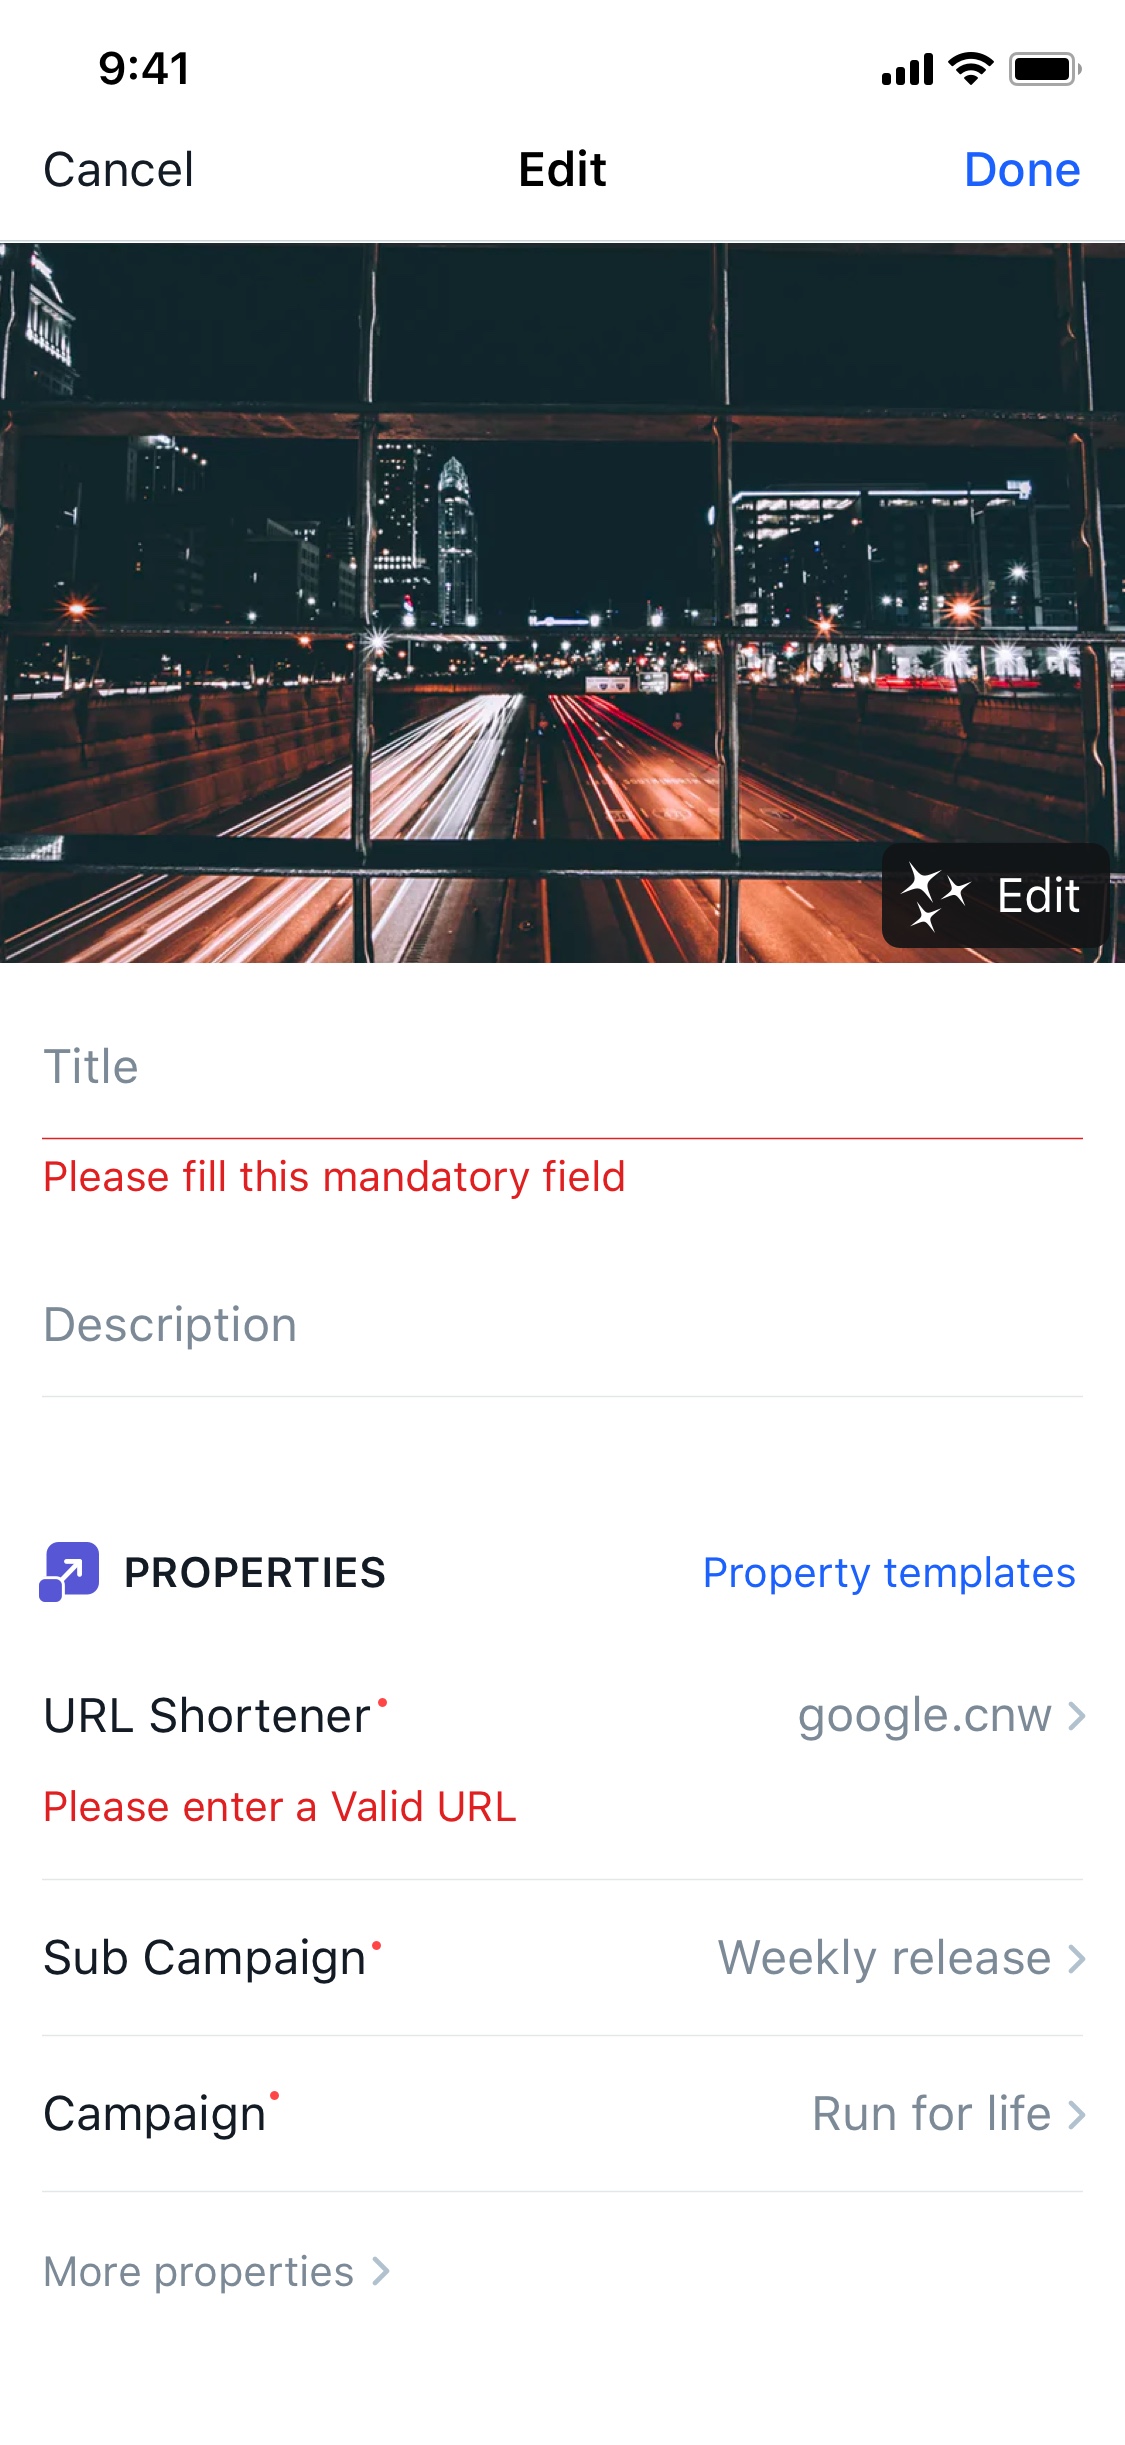 9:41
Cancel
Edit
Done
Edit
Title
Please fill this mandatory field
Description
PROPERTIES
Property templates
URL Shortener
google.cnw
Please enter a Valid URL
Sub Campaign
Weekly release
Campaign
Run for life
More properties